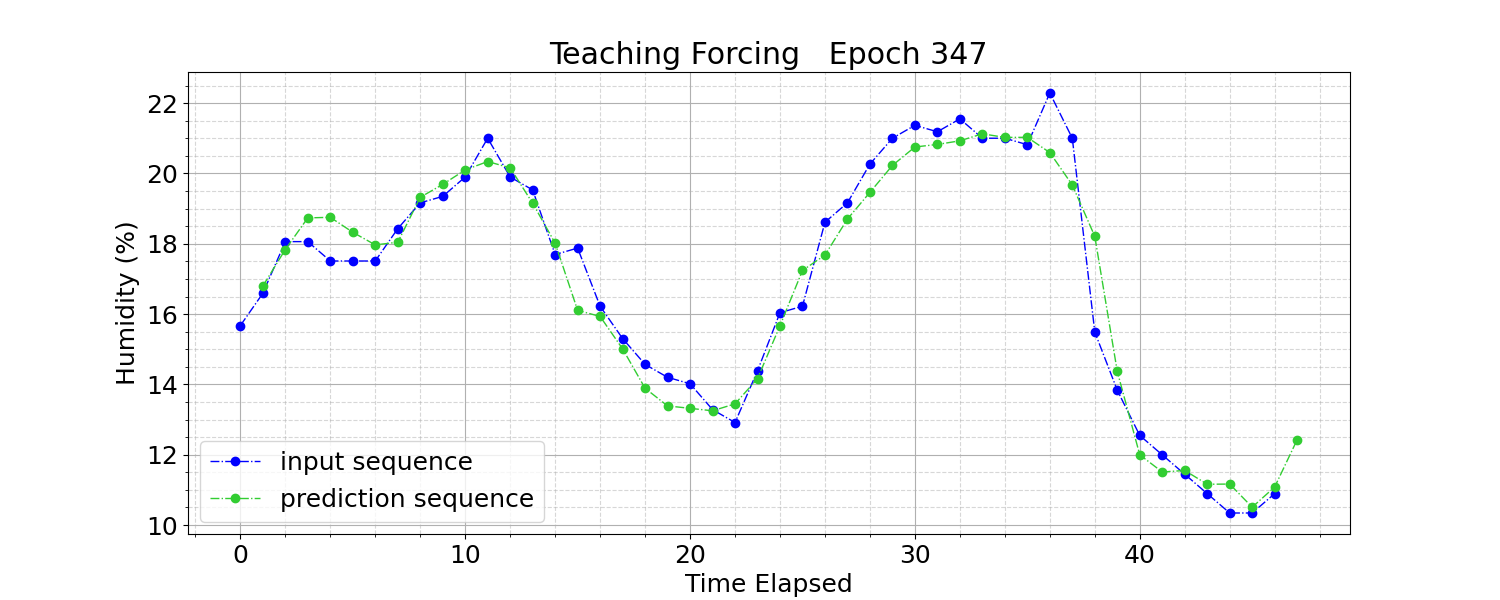 Teaching Forcing   Epoch 347
Humidity (%)
22
20
18
16
14
12
10
input sequence
prediction sequence
0
10
20
30
40
Time Elapsed